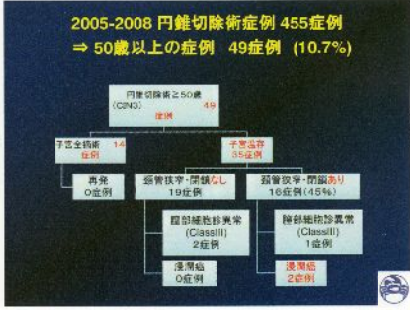 2005-2008 円錐切除術症例 455症例
⇒ 50歳以上の症例 49症例 (10.7%)
円錐切除術≥50歳
(CIN3) 49
症例
子宮全摘術 14
症例
子宮温存
35症例
再発
0症例
頸管狭窄・閉鎖なし
19症例
頸管狭窄・閉鎖あり
16症例(45%)
腟部細胞診異常
(ClassIII)
2症例
腟部細胞診異常
(ClassIII)
1症例
浸潤癌
0症例
浸潤癌
2症例